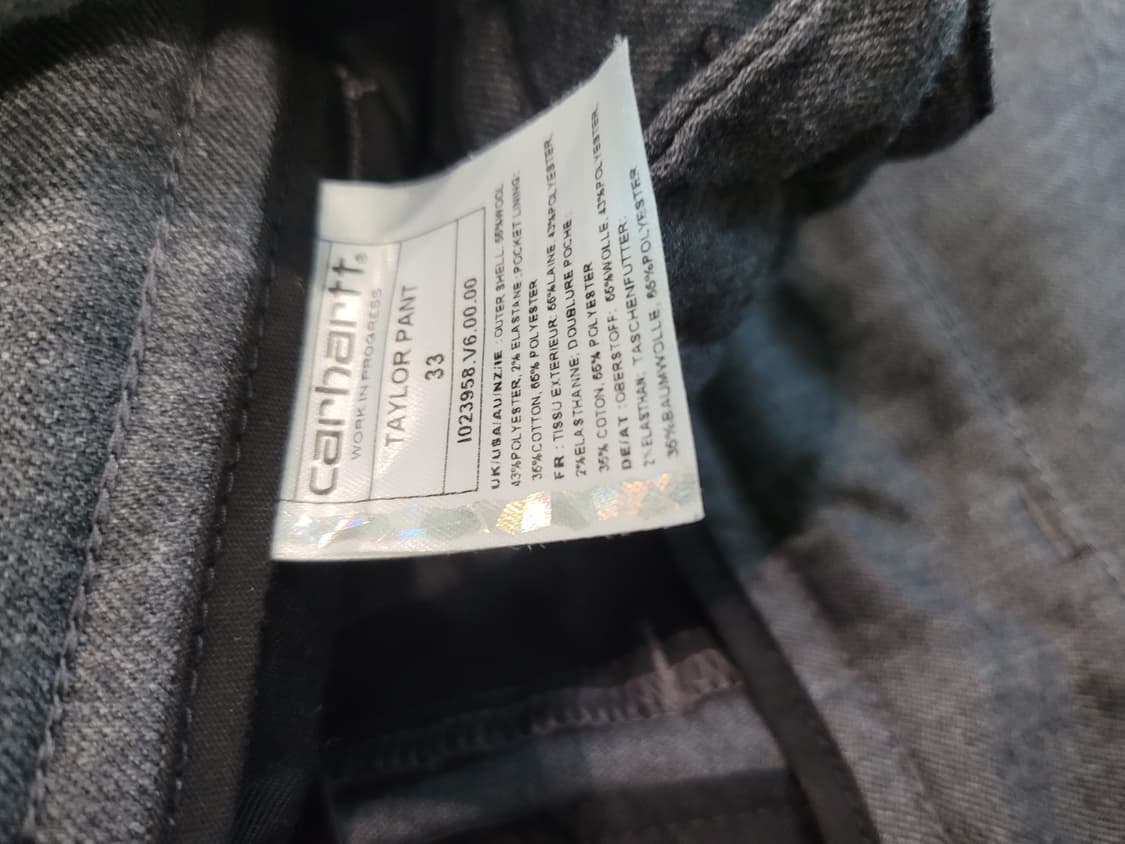 carhartt®
WORK IN PROGRESS
TAYLOR PANT
33
I023958.V6.00.00
UK/USA/AU/NZ/IE : OUTER SHELL: 55%WOOL
43%POLYESTER, 2% ELASTANE; POCKET LINING:
35%COTTON, 65% POLYESTER
FR : TISSU EXTERIEUR: 55%LAINE, 43%POLYESTER
2%ELASTHANNE; DOUBLURE POCHE:
35% COTON, 65% POLYESTER
DE/AT :OBERSTOFF: 55%WOLLE, 43%POLYESTER
2%ELASTHAN, TASCHENFUTTER:
35%BAUMWOLLE, 65%POLYESTER